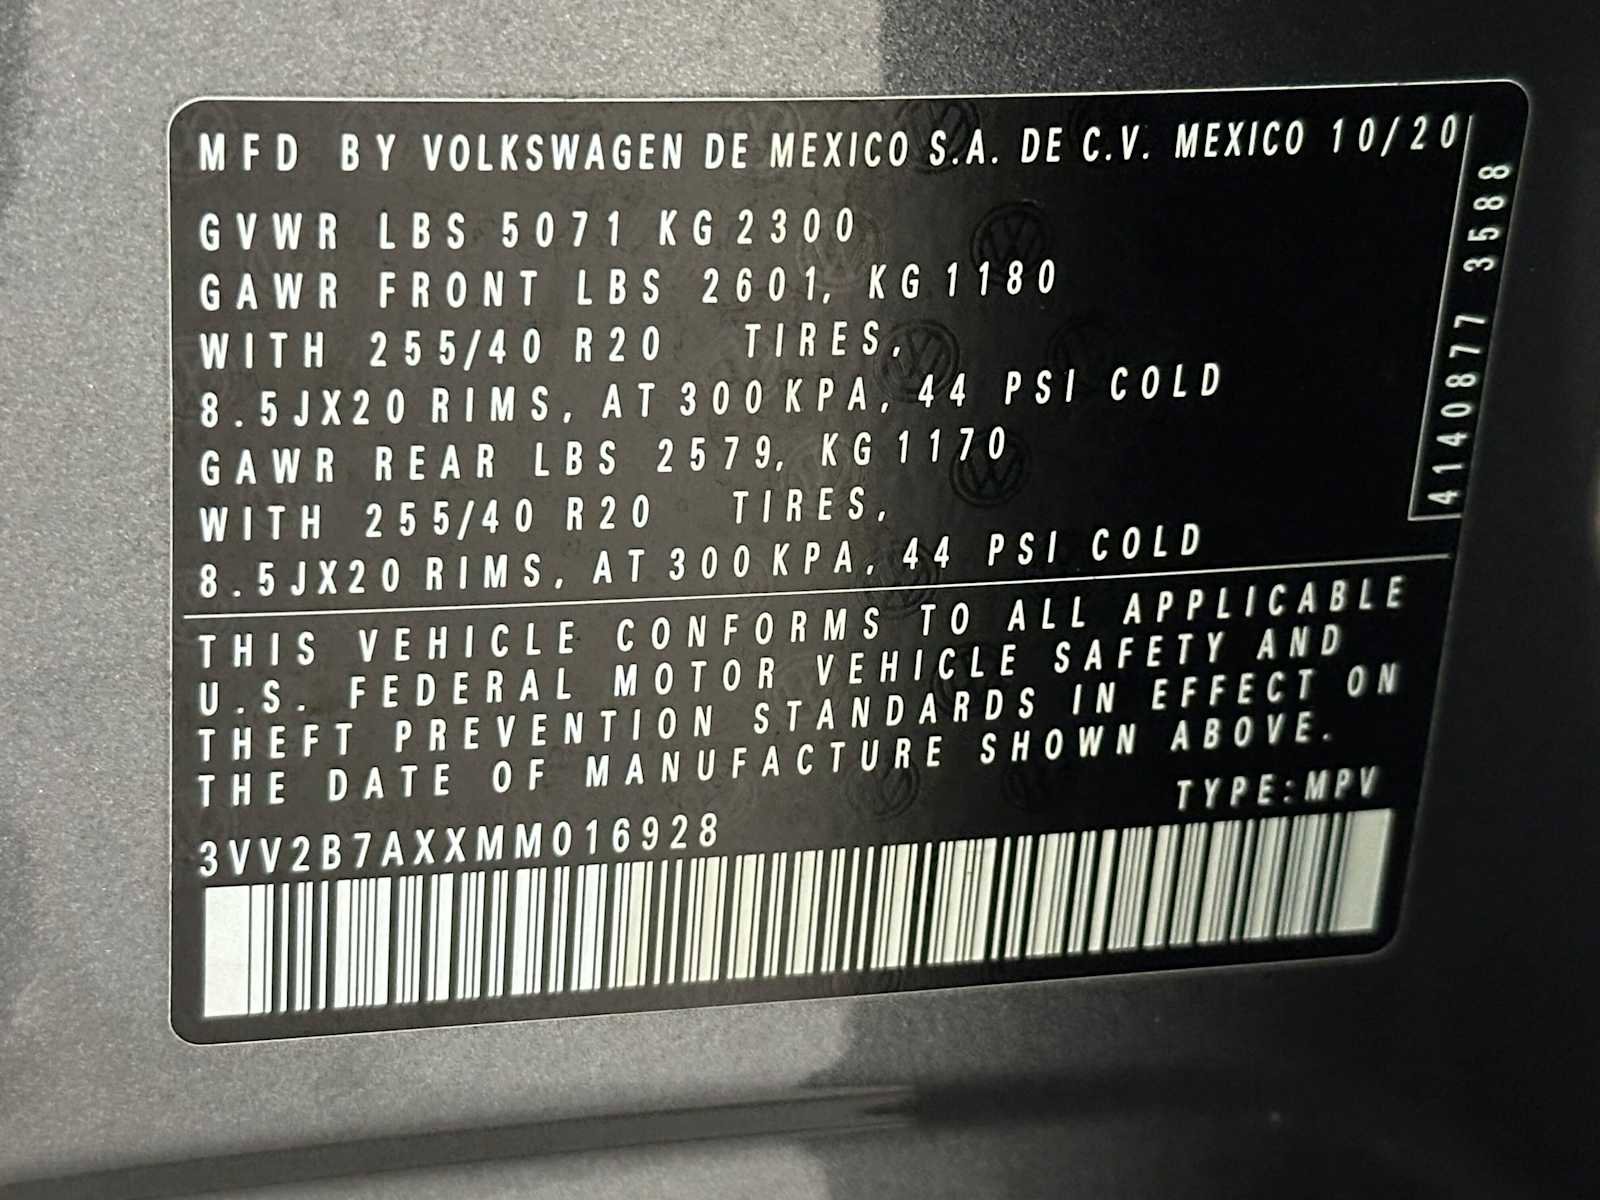 MFD BY VOLKSWAGEN DE MEXICO S.A. DE C.V. MEXICO 10/20
GVWR LBS 5071 KG 2300
GAWR FRONT LBS 2601, KG 1180
WITH 255/40 R20 TIRES,
8.5JX20 RIMS, AT 300 KPA, 44 PSI COLD
GAWR REAR LBS 2579, KG 1170
WITH 255/40 R20 TIRES,
8.5JX20 RIMS, AT 300 KPA, 44 PSI COLD
4140877 3588
THIS VEHICLE CONFORMS TO ALL APPLICABLE
U.S. FEDERAL MOTOR VEHICLE SAFETY AND
THEFT PREVENTION STANDARDS IN EFFECT ON
THE DATE OF MANUFACTURE SHOWN ABOVE.
TYPE:MPV
3VV2B7AXXMM016928